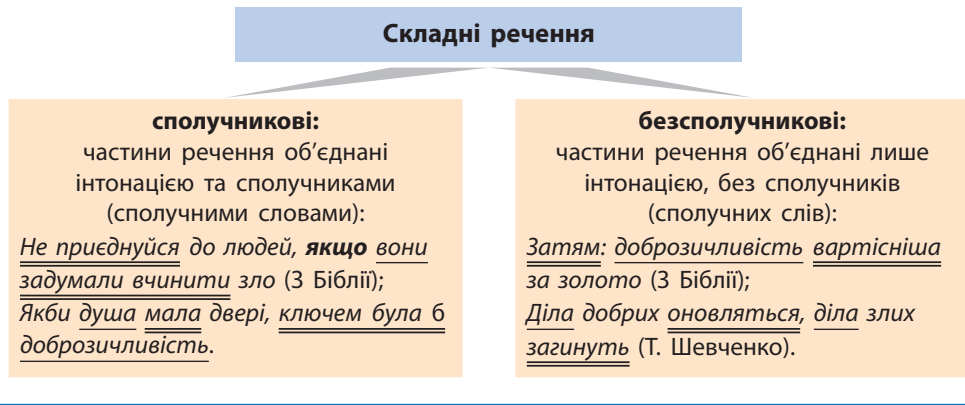 Складні речення
сполучникові:
частини речення об’єднані
інтонацією та сполучниками
(сполучними словами):
Не приєднуйся до людей, якщо вони
задумали вчинити зло (З Біблії);
Якби душа мала двері, ключем була б
доброзичливість.
безсполучникові:
частини речення об’єднані лише
інтонацією, без сполучників
(сполучних слів):
Затям: доброзичливість вартісніша
за золото (З Біблії);
Діла добрих оновляться, діла злих
загинуть (Т. Шевченко).